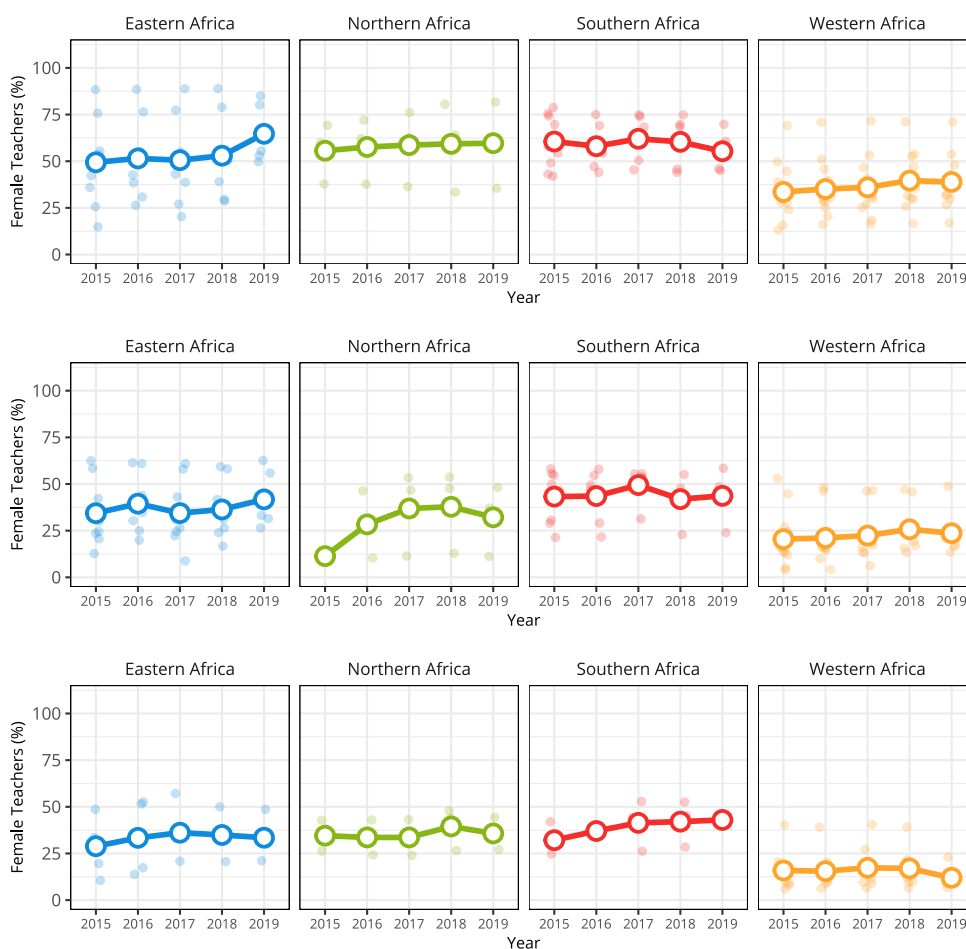 Eastern Africa Northern Africa Southern Africa Western Africa
Female Teachers (%)
100
75
50
25
0
2015 2016 2017 2018 2019 2015 2016 2017 2018 2019 2015 2016 2017 2018 2019 2015 2016 2017 2018 2019
Year
Eastern Africa Northern Africa Southern Africa Western Africa
Female Teachers (%)
100
75
50
25
0
2015 2016 2017 2018 2019 2015 2016 2017 2018 2019 2015 2016 2017 2018 2019 2015 2016 2017 2018 2019
Year
Eastern Africa Northern Africa Southern Africa Western Africa
Female Teachers (%)
100
75
50
25
0
2015 2016 2017 2018 2019 2015 2016 2017 2018 2019 2015 2016 2017 2018 2019 2015 2016 2017 2018 2019
Year